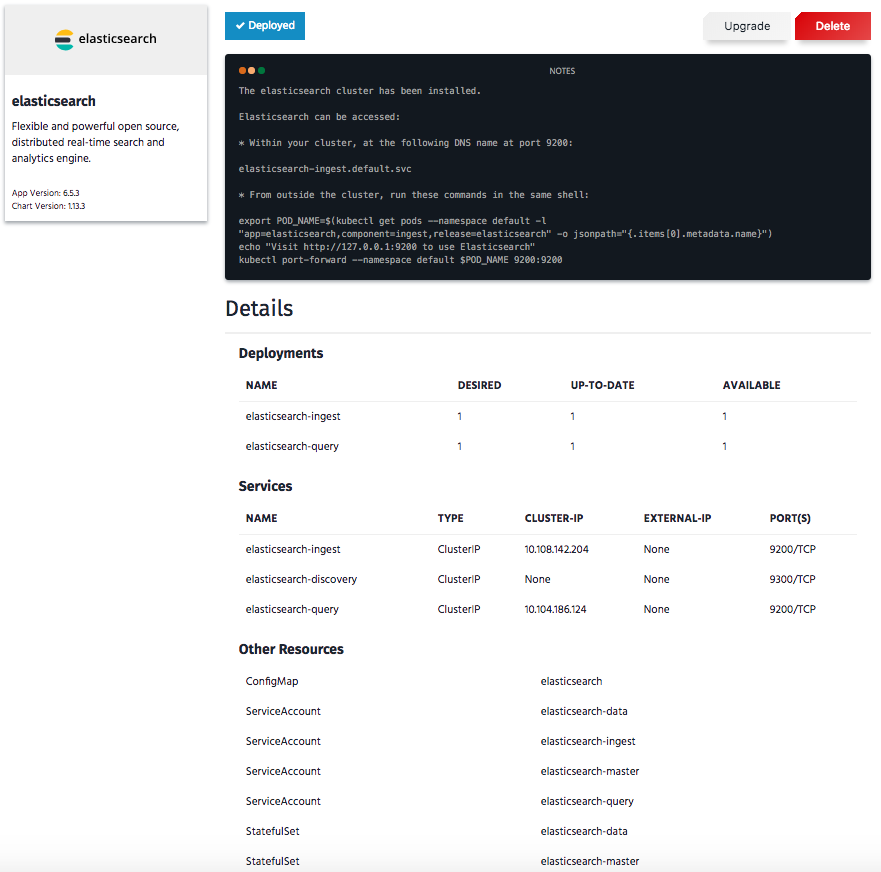 elasticsearch
elasticsearch
Flexible and powerful open source,
distributed real-time search and
analytics engine.
App Version: 6.5.3
Chart Version: 1.13.3
✔ Deployed
Upgrade
Delete
NOTES
The elasticsearch cluster has been installed.
Elasticsearch can be accessed:
* Within your cluster, at the following DNS name at port 9200:
elasticsearch-ingest.default.svc
* From outside the cluster, run these commands in the same shell:
export POD_NAME=$(kubectl get pods --namespace default -l
"app=elasticsearch,component=ingest,release=elasticsearch" -o jsonpath="{.items[0].metadata.name}")
echo "Visit http://127.0.0.1:9200 to use Elasticsearch"
kubectl port-forward --namespace default $POD_NAME 9200:9200
Details
Deployments
NAME DESIRED UP-TO-DATE AVAILABLE
elasticsearch-ingest 1 1 1
elasticsearch-query 1 1 1
Services
NAME TYPE CLUSTER-IP EXTERNAL-IP PORT(S)
elasticsearch-ingest ClusterIP 10.108.142.204 None 9200/TCP
elasticsearch-discovery ClusterIP None None 9300/TCP
elasticsearch-query ClusterIP 10.104.186.124 None 9200/TCP
Other Resources
ConfigMap elasticsearch
ServiceAccount elasticsearch-data
ServiceAccount elasticsearch-ingest
ServiceAccount elasticsearch-master
ServiceAccount elasticsearch-query
StatefulSet elasticsearch-data
StatefulSet elasticsearch-master